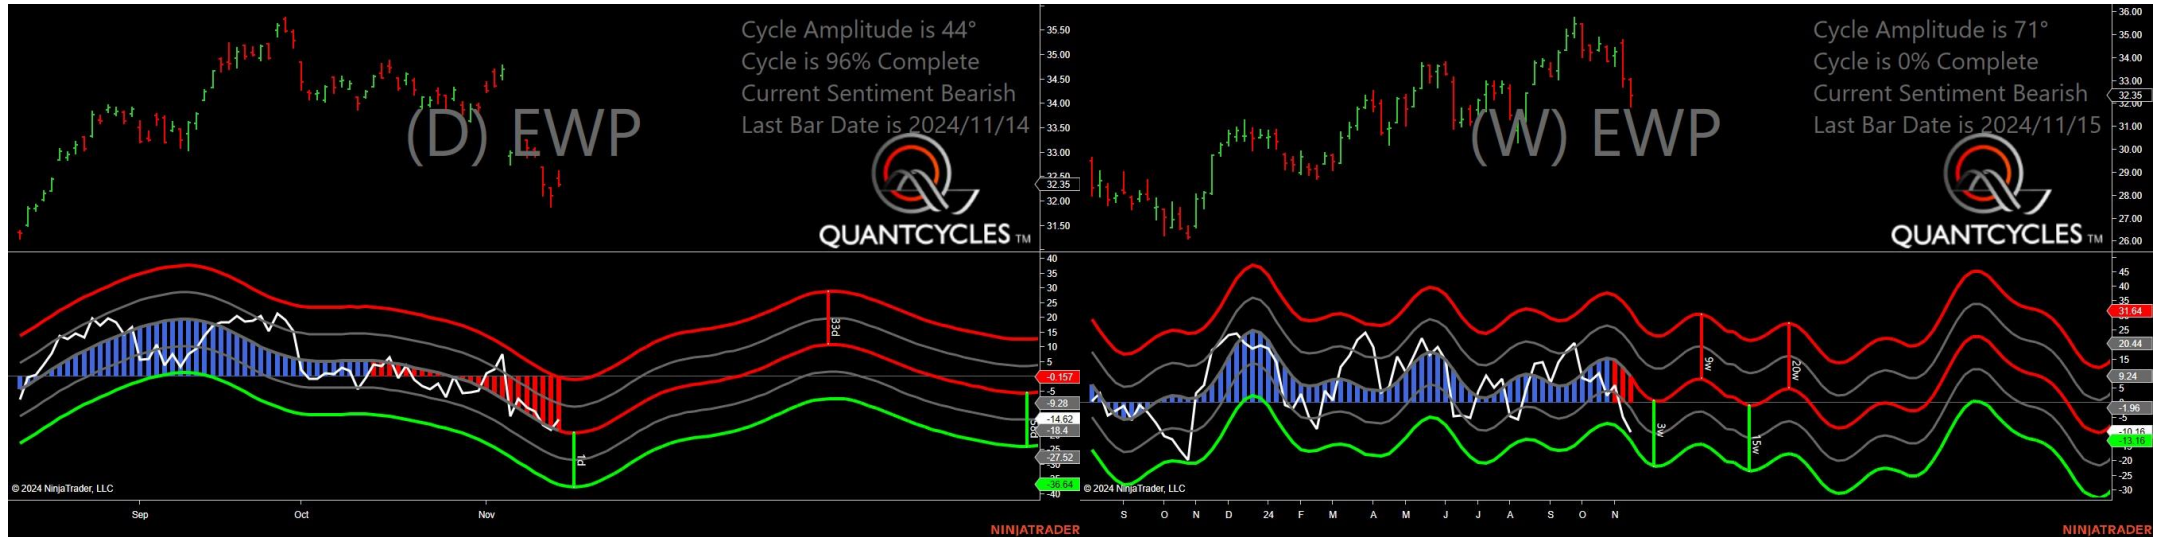 Cycle Amplitude is 44°
Cycle is 96% Complete
Current Sentiment Bearish
Last Bar Date is 2024/11/14
(D) EWP
QUANTCYCLES TM
35.50
35.00
34.50
34.00
33.50
33.00
32.50
32.35
32.00
31.50
40
35
30
25
20
15
10
-0.157
-5
-9.28
-14.62
-18.4
-27.52
-36.64
-40
33d
1d
58d
© 2024 NinjaTrader, LLC
Sep
Oct
Nov
NINJATRADER
Cycle Amplitude is 71°
Cycle is 0% Complete
Current Sentiment Bearish
Last Bar Date is 2024/11/15
(W) EWP
QUANTCYCLES TM
36.00
35.00
34.00
33.00
32.35
32.00
31.00
30.00
29.00
28.00
27.00
26.00
45
40
35
31.64
25
20.44
15
9.24
5
-1.96
-5
-10.16
-13.16
-20
-25
-30
9w
20w
3w
15w
© 2024 NinjaTrader, LLC
S O N D 24 F M A M J J A S O N
NINJATRADER